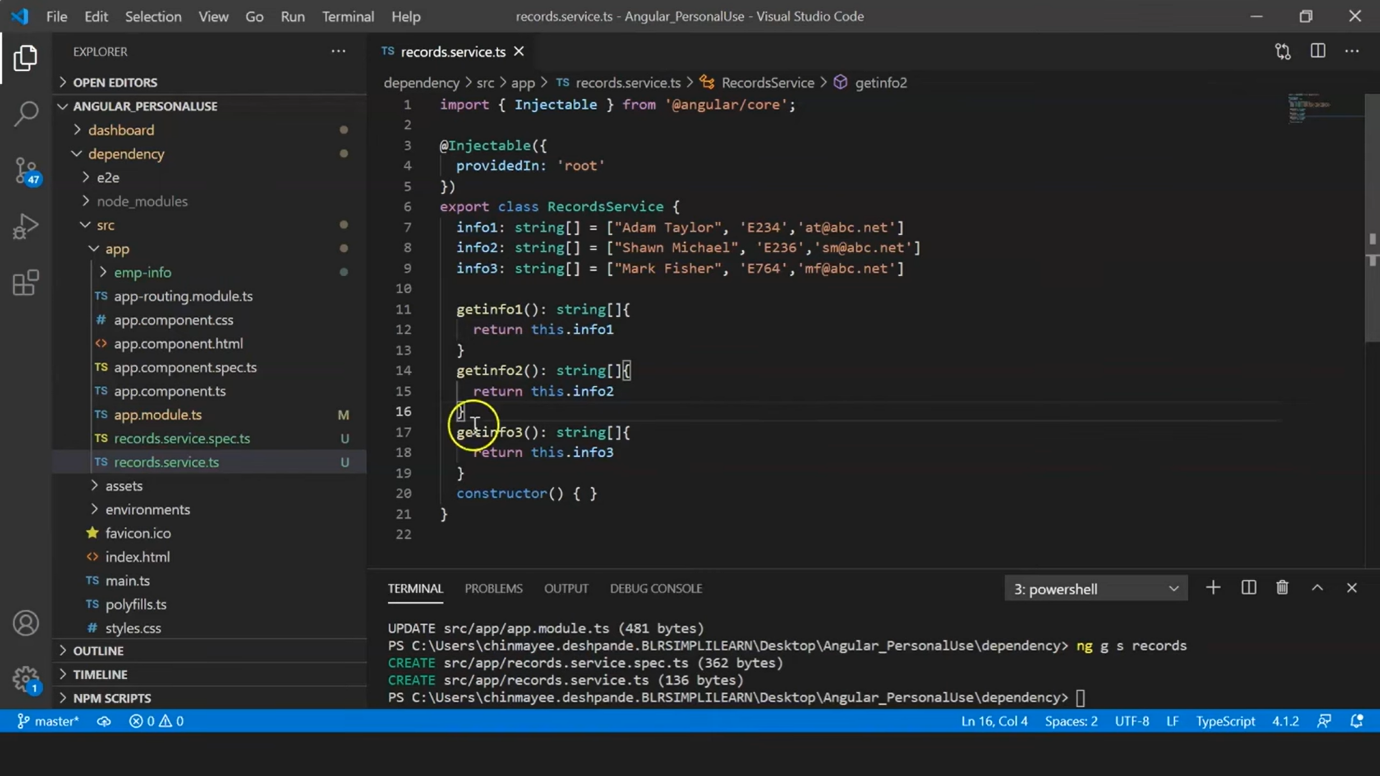 File Edit Selection View Go Run Terminal Help records.service.ts - Angular_PersonalUse - Visual Studio Code
EXPLORER ...
OPEN EDITORS
ANGULAR_PERSONALUSE
dashboard
dependency
e2e
node_modules
src
app
emp-info
TS app-routing.module.ts
# app.component.css
<> app.component.html
TS app.component.spec.ts
TS app.component.ts
TS app.module.ts M
TS records.service.spec.ts U
TS records.service.ts U
assets
environments
favicon.ico
<> index.html
TS main.ts
TS polyfills.ts
# styles.css
OUTLINE
TIMELINE
NPM SCRIPTS
47
1
TS records.service.ts
dependency > src > app > TS records.service.ts > RecordsService > getinfo2
1 import { Injectable } from '@angular/core';
2
3 @Injectable({
4 providedIn: 'root'
5 })
6 export class RecordsService {
7 info1: string[] = ["Adam Taylor", 'E234','at@abc.net']
8 info2: string[] = ["Shawn Michael", 'E236','sm@abc.net']
9 info3: string[] = ["Mark Fisher", 'E764','mf@abc.net']
10
11 getinfo1(): string[]{
12 return this.info1
13 }
14 getinfo2(): string[]{
15 return this.info2
16 }
17 getinfo3(): string[]{
18 return this.info3
19 }
20 constructor() { }
21 }
22
TERMINAL PROBLEMS OUTPUT DEBUG CONSOLE 3: powershell
UPDATE src/app/app.module.ts (481 bytes)
PS C:\Users\chinmayee.deshpande.BLRSIMPLILEARN\Desktop\Angular_PersonalUse\dependency> ng g s records
CREATE src/app/records.service.spec.ts (362 bytes)
CREATE src/app/records.service.ts (136 bytes)
PS C:\Users\chinmayee.deshpande.BLRSIMPLILEARN\Desktop\Angular_PersonalUse\dependency>
master* 0 0 Ln 16, Col 4 Spaces: 2 UTF-8 LF TypeScript 4.1.2